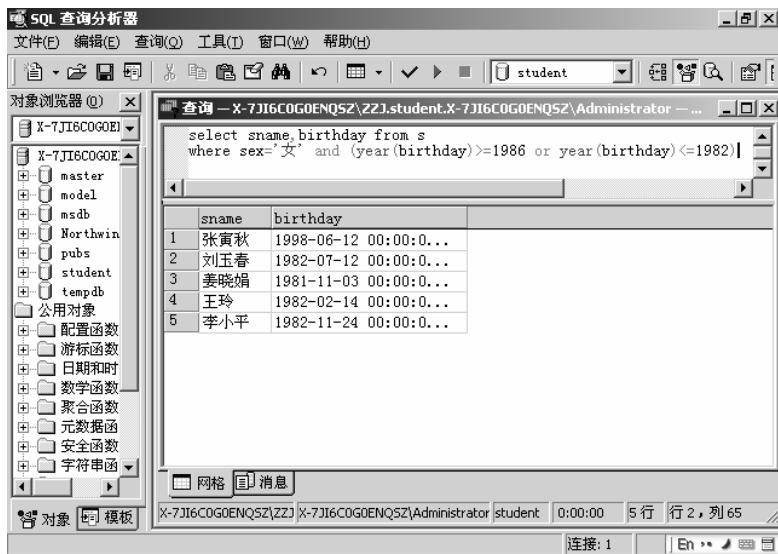 SQL 查询分析器
文件(F) 编辑(E) 查询(Q) 工具(T) 窗口(W) 帮助(H)
student
对象浏览器(O)
X-7JI6C0G0EI
X-7JI6C0G0E
master
model
msdb
Northwin
pubs
student
tempdb
公用对象
配置函数
游标函数
日期和时
数学函数
聚合函数
元数据函
安全函数
字符串函
对象 模板
查询 — X-7JI6C0G0ENQSZ\ZZJ.student.X-7JI6C0G0ENQSZ\Administrator — ...
select sname,birthday from s
where sex='女' and (year(birthday)>=1986 or year(birthday)<=1982)
sname birthday
1 张寅秋 1998-06-12 00:00:0...
2 刘玉春 1982-07-12 00:00:0...
3 姜晓娟 1981-11-03 00:00:0...
4 王玲 1982-02-14 00:00:0...
5 李小平 1982-11-24 00:00:0...
网格 消息
X-7JI6C0G0ENQSZ\ZZJ X-7JI6C0G0ENQSZ\Administrator student 0:00:00 5 行 行 2，列 65
连接: 1
En